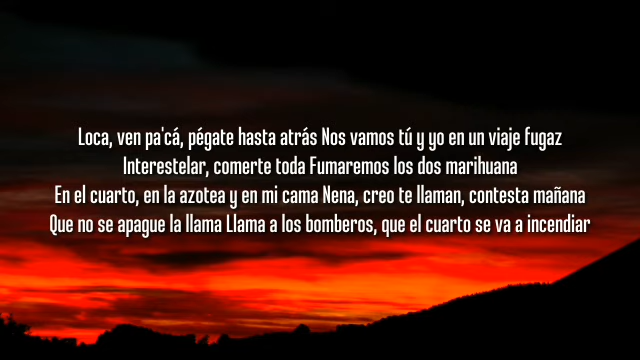 Loca, ven pa'cá, pégate hasta atrás Nos vamos tú y yo en un viaje fugaz
Interestelar, comerte toda Fumaremos los dos marihuana
En el cuarto, en la azotea y en mi cama Nena, creo te llaman, contesta mañana
Que no se apague la llama Llama a los bomberos, que el cuarto se va a incendiar